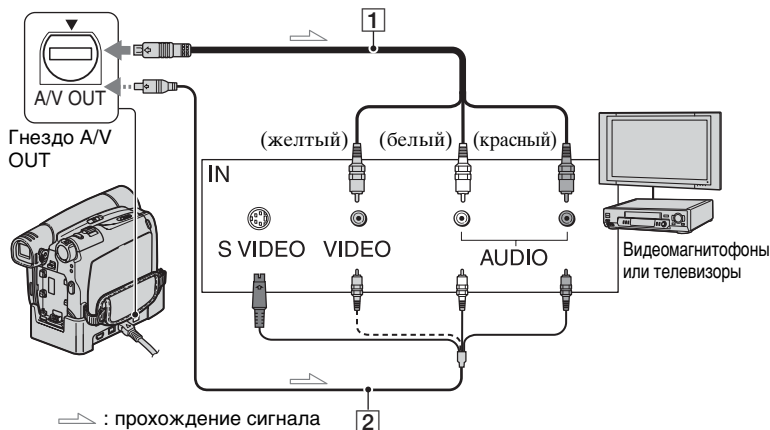 1
A/V OUT
Гнездо A/V
OUT
(желтый) (белый) (красный)
IN
S VIDEO VIDEO AUDIO
Видеомагнитофоны
или телевизоры
: прохождение сигнала
2